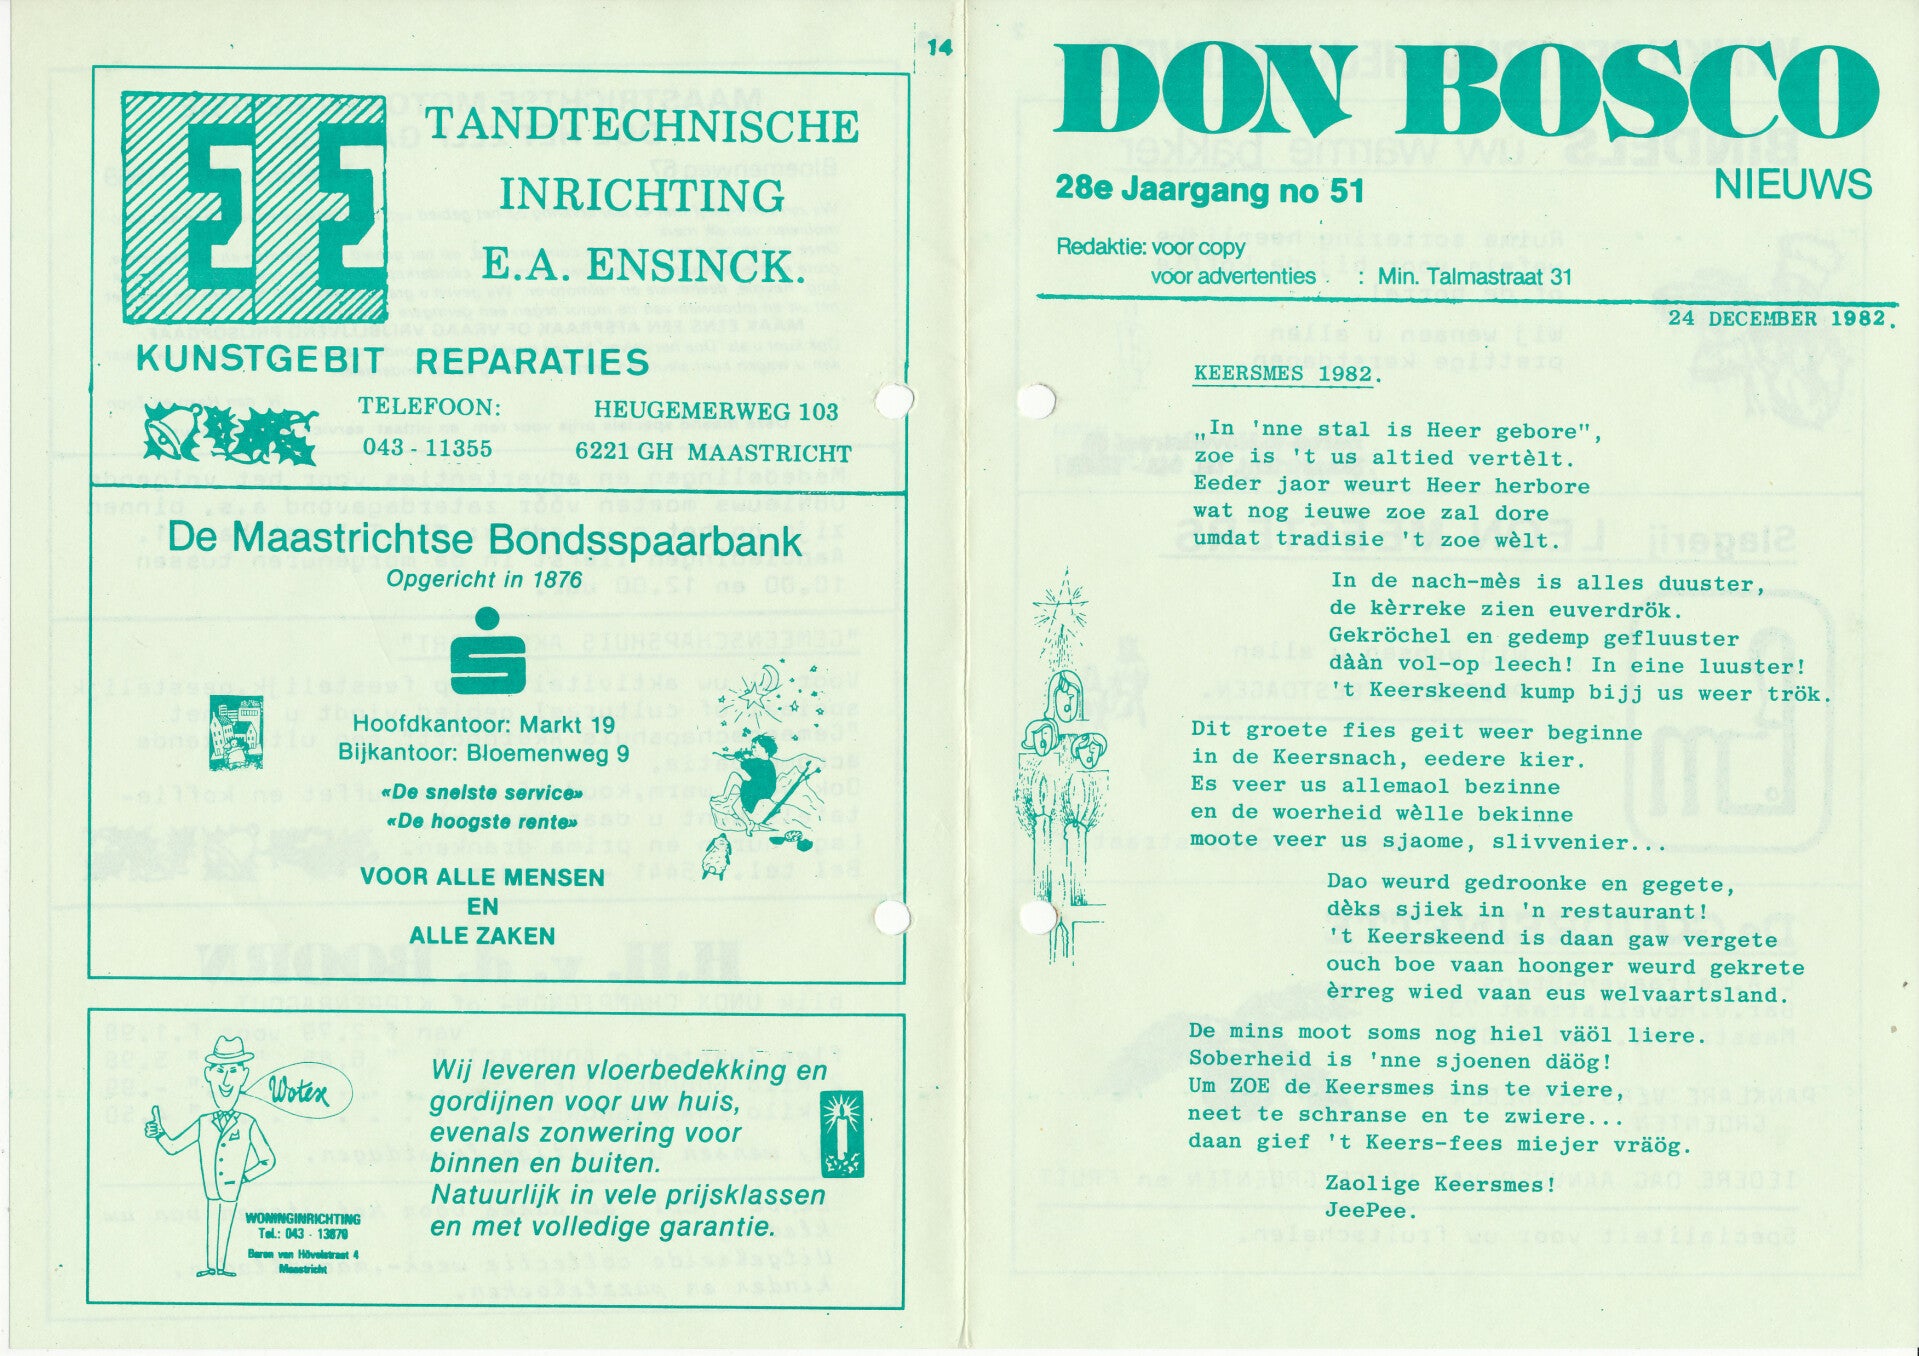 14
TANDTECHNISCHE
INRICHTING
E.A. ENSINCK.
KUNSTGEBIT REPARATIES
TELEFOON:
043 - 11355
HEUGEMERWEG 103
6221 GH MAASTRICHT
De Maastrichtse Bondsspaarbank
Opgericht in 1876
Hoofdkantoor: Markt 19
Bijkantoor: Bloemenweg 9
«De snelste service»
«De hoogste rente»
VOOR ALLE MENSEN
EN
ALLE ZAKEN
Wotex
WONINGINRICHTING
Tel.: 043 - 13879
Baron van Hövelstraat 4
Maastricht
Wij leveren vloerbedekking en
gordijnen voor uw huis,
evenals zonwering voor
binnen en buiten.
Natuurlijk in vele prijsklassen
en met volledige garantie.
DON BOSCO
28e Jaargang no 51
NIEUWS
Redaktie: voor copy
voor advertenties : Min. Talmastraat 31
24 DECEMBER 1982.
KEERSMES 1982.
„In 'nne stal is Heer gebore",
zoe is 't us altied vertèlt.
Eeder jaor weurt Heer herbore
wat nog ieuwe zoe zal dore
umdat tradisie 't zoe wèlt.
In de nach-mès is alles duuster,
de kèrreke zien euverdrök.
Gekröchel en gedemp gefluuster
dààn vol-op leech! In eine luuster!
't Keerskeend kump bijj us weer trök.
Dit groete fies geit weer beginne
in de Keersnach, eedere kier.
Es veer us allemaol bezinne
en de woerheid wèlle bekinne
moote veer us sjaome, slivvenier...
Dao weurd gedroonke en gegete,
dèks sjiek in 'n restaurant!
't Keerskeend is daan gaw vergete
ouch boe vaan hoonger weurd gekrete
èrreg wied vaan eus welvaartsland.
De mins moot soms nog hiel väöl liere.
Soberheid is 'nne sjoenen däög!
Um ZOE de Keersmes ins te viere,
neet te schranse en te zwiere...
daan gief 't Keers-fees miejer vräög.
Zaolige Keersmes!
JeePee.